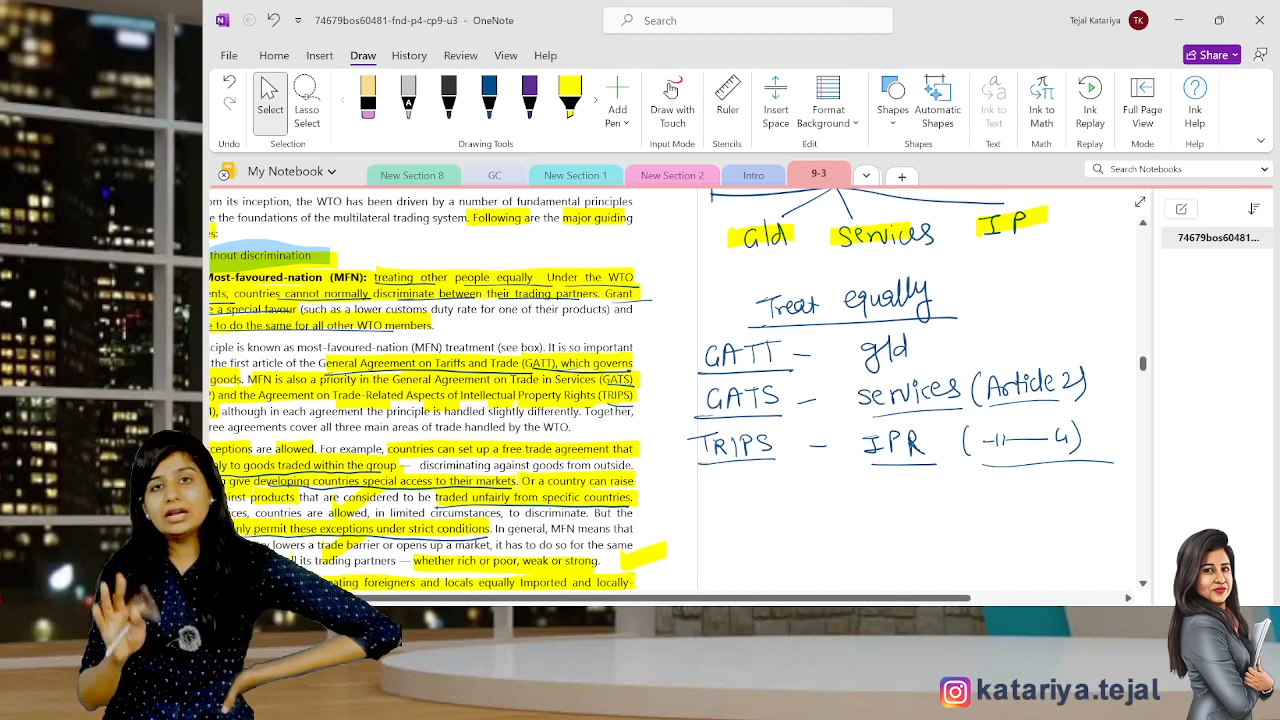 74679bos60481-fnd-p4-cp9-u3 - OneNote
Search
Tejal Katariya
TK
File Home Insert Draw History Review View Help
Share
Select
Lasso Select
Add Pen
Draw with Touch
Ruler
Insert Space
Format Background
Shapes
Automatic Shapes
Ink to Text
Ink to Math
Ink Replay
Full Page View
Ink Help
Undo
Selection
Drawing Tools
Input Mode
Stencils
Edit
Convert
Math
Replay
View
Help
My Notebook
New Section 8
GC
New Section 1
New Section 2
Intro
9-3
Search Notebooks
74679bos60481...
om its inception, the WTO has been driven by a number of fundamental principles
e the foundations of the multilateral trading system. Following are the major guiding
es:
thout discrimination
Most-favoured-nation (MFN): treating other people equally Under the WTO
ents, countries cannot normally discriminate between their trading partners. Grant
e a special favour (such as a lower customs duty rate for one of their products) and
e to do the same for all other WTO members.
ciple is known as most-favoured-nation (MFN) treatment (see box). It is so important
the first article of the General Agreement on Tariffs and Trade (GATT), which governs
goods. MFN is also a priority in the General Agreement on Trade in Services (GATS)
2) and the Agreement on Trade-Related Aspects of Intellectual Property Rights (TRIPS)
4), although in each agreement the principle is handled slightly differently. Together,
ree agreements cover all three main areas of trade handled by the WTO.
ceptions are allowed. For example, countries can set up a free trade agreement that
ly to goods traded within the group — discriminating against goods from outside.
n give developing countries special access to their markets. Or a country can raise
inst products that are considered to be traded unfairly from specific countries.
ces, countries are allowed, in limited circumstances, to discriminate. But the
nly permit these exceptions under strict conditions. In general, MFN means that
ry lowers a trade barrier or opens up a market, it has to do so for the same
ll its trading partners — whether rich or poor, weak or strong.
ating foreigners and locals equally Imported and locally-
Gld services IP
Treat equally
GATT - gld
GATS - services (Article 2)
TRIPS - IPR ( -11- 4)
katariya.tejal